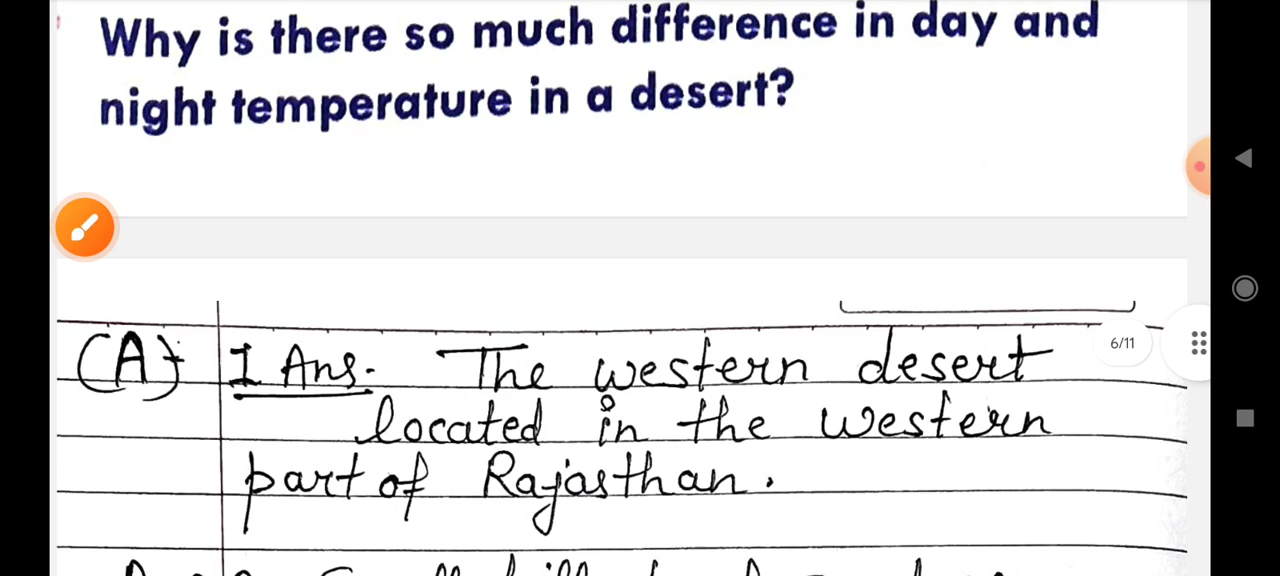 Why is there so much difference in day and
night temperature in a desert?
6/11
(A) I Ans. The western desert
located in the western
part of Rajasthan.